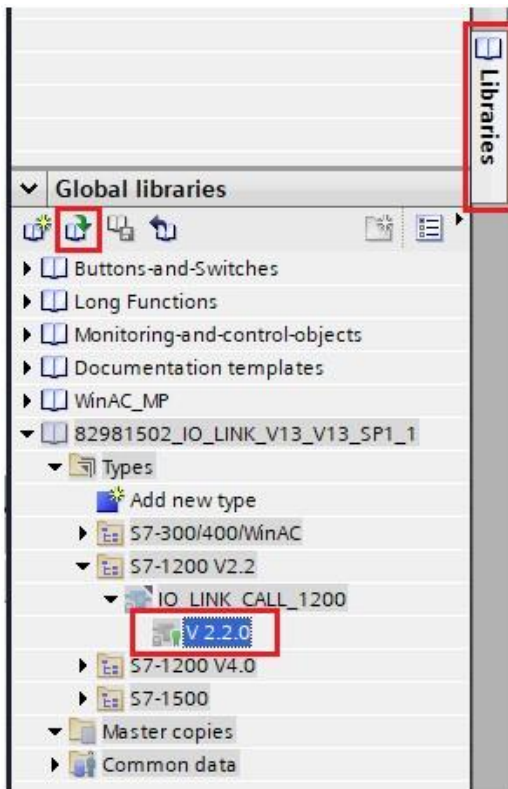 Libraries
Global libraries
Buttons-and-Switches
Long Functions
Monitoring-and-control-objects
Documentation templates
WinAC_MP
82981502_IO_LINK_V13_V13_SP1_1
Types
Add new type
S7-300/400/WinAC
S7-1200 V2.2
IO_LINK_CALL_1200
V 2.2.0
S7-1200 V4.0
S7-1500
Master copies
Common data